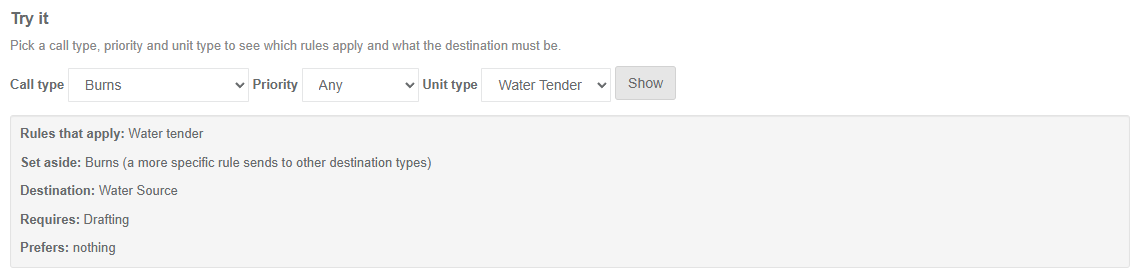 Try it
Pick a call type, priority and unit type to see which rules apply and what the destination must be.
Call type Burns Priority Any Unit type Water Tender Show
Rules that apply: Water tender
Set aside: Burns (a more specific rule sends to other destination types)
Destination: Water Source
Requires: Drafting
Prefers: nothing